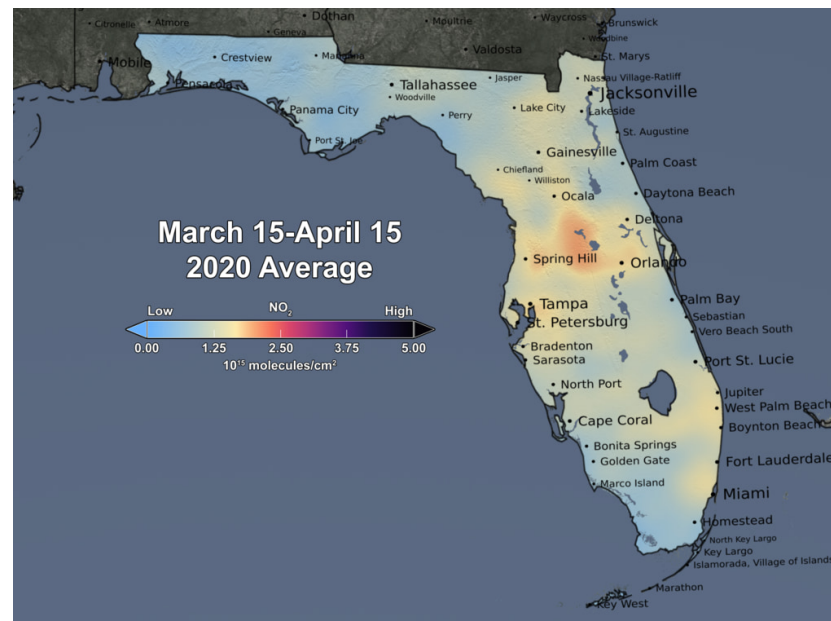 Citronelle
Atmore
Dothan
Geneva
Moultrie
Waycross
Brunswick
Woodbine
Mobile
Crestview
Marianna
Valdosta
St. Marys
Pensacola
Tallahassee
Woodville
Jasper
Nassau Village-Ratliff
Jacksonville
Panama City
Perry
Lake City
Lakeside
Port St. Joe
St. Augustine
Gainesville
Palm Coast
Chiefland
Williston
Ocala
Daytona Beach
Deltona
March 15-April 15
2020 Average
Spring Hill
Orlando
Low NO2 High
0.00 1.25 2.50 3.75 5.00
10¹⁵ molecules/cm²
Tampa
St. Petersburg
Palm Bay
Sebastian
Vero Beach South
Bradenton
Sarasota
Port St. Lucie
North Port
Jupiter
West Palm Beach
Cape Coral
Boynton Beach
Bonita Springs
Golden Gate
Fort Lauderdale
Marco Island
Miami
Homestead
North Key Largo
Key Largo
Islamorada, Village of Islands
Marathon
Key West